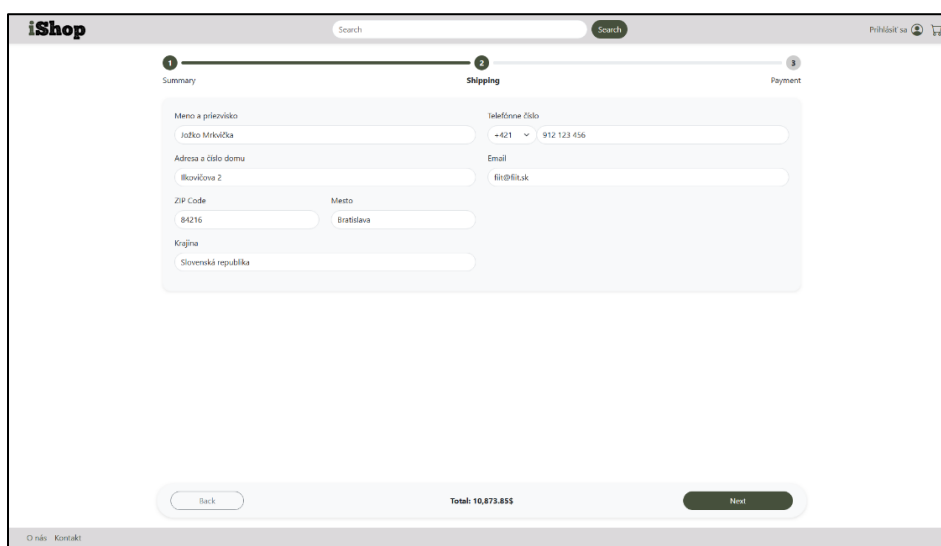 iShop
Search
Search
Prihlásiť sa
1
2
3
Summary
Shipping
Payment
Meno a priezvisko
Telefónne číslo
Jožko Mrkvička
+421
912 123 456
Adresa a číslo domu
Email
Ilkovičova 2
fiit@fiit.sk
ZIP Code
Mesto
84216
Bratislava
Krajina
Slovenská republika
Back
Total: 10,873.85$
Next
O nás Kontakt